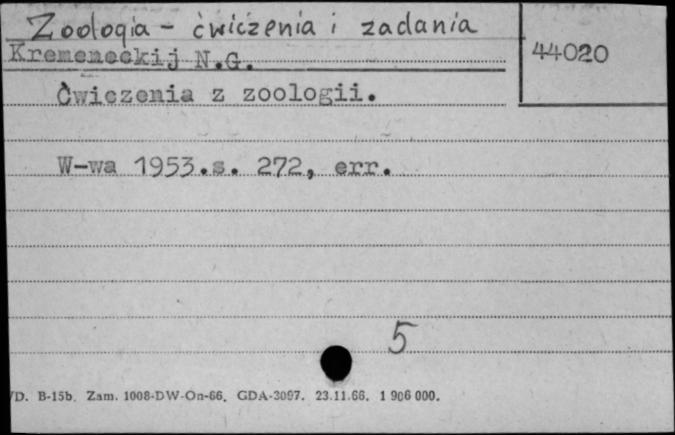 Zoologia - ćwiczenia i zadania
44020
Kremeneckij N.G.
Ćwiczenia z zoologii.
W-wa 1953.s. 272, err.
5
D. B-15b. Zam. 1008-DW-On-66. GDA-3097. 23.11.66. 1 906 000.